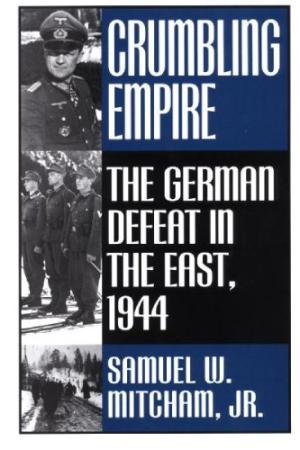 CRUMBLING
EMPIRE
THE GERMAN
DEFEAT IN
THE EAST,
1944
SAMUEL W.
MITCHAM, JR.